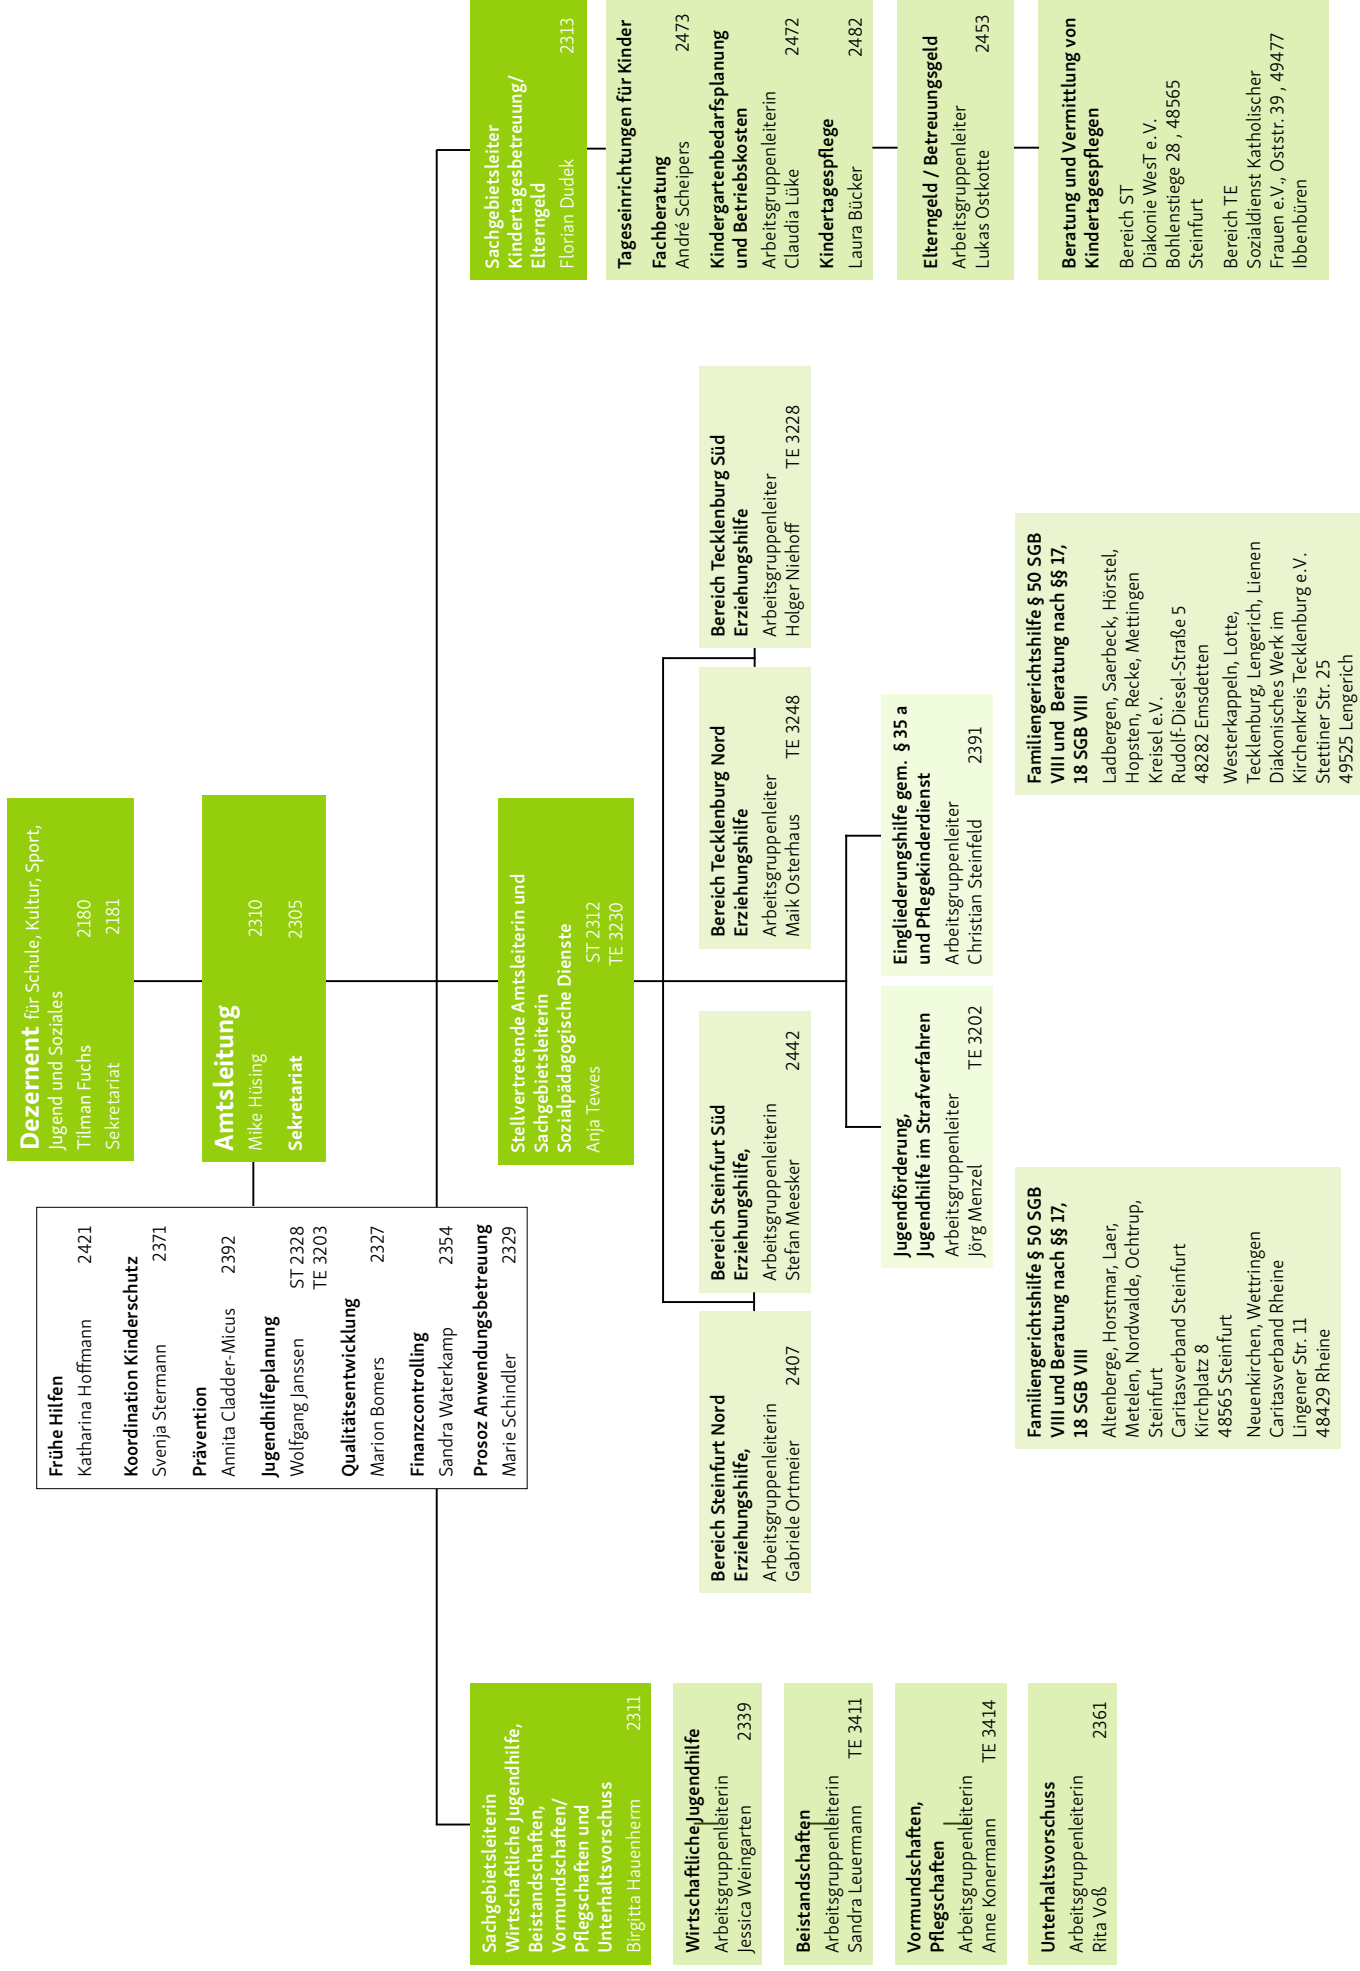 Dezernent für Schule, Kultur, Sport,
Jugend und Soziales
Tilman Fuchs 2180
Sekretariat 2181
Amtsleitung
Mike Hüsing 2310
Sekretariat 2305
Frühe Hilfen
Katharina Hoffmann 2421
Koordination Kinderschutz
Svenja Stermann 2371
Prävention
Annita Cladder-Micus 2392
Jugendhilfeplanung
Wolfgang Janssen ST 2328
TE 3203
Qualitätsentwicklung
Marion Bomers 2327
Finanzcontrolling
Sandra Waterkamp 2354
Prosoz Anwendungsbetreuung
Marie Schindler 2329
Sachgebietsleiterin
Wirtschaftliche Jugendhilfe,
Beistandschaften,
Vormundschaften/
Pflegschaften und
Unterhaltsvorschuss
Birgitta Hauenherm 2311
Wirtschaftliche Jugendhilfe
Arbeitsgruppenleiterin
Jessica Weingarten 2339
Beistandschaften
Arbeitsgruppenleiterin
Sandra Leuermann TE 3411
Vormundschaften,
Pflegschaften
Arbeitsgruppenleiterin
Anne Konermann TE 3414
Unterhaltsvorschuss
Arbeitsgruppenleiterin
Rita Voß 2361
Stellvertretende Amtsleiterin und
Sachgebietsleiterin
Sozialpädagogische Dienste
Anja Tewes ST 2312
TE 3230
Bereich Steinfurt Nord
Erziehungshilfe,
Arbeitsgruppenleiterin
Gabriele Ortmeier 2407
Bereich Steinfurt Süd
Erziehungshilfe,
Arbeitsgruppenleiterin
Stefan Meesker 2442
Bereich Tecklenburg Nord
Erziehungshilfe
Arbeitsgruppenleiter
Maik Osterhaus TE 3248
Bereich Tecklenburg Süd
Erziehungshilfe
Arbeitsgruppenleiter
Holger Niehoff TE 3228
Jugendförderung,
Jugendhilfe im Strafverfahren
Arbeitsgruppenleiter
Jörg Menzel TE 3202
Eingliederungshilfe gem. § 35 a
und Pflegekinderdienst
Arbeitsgruppenleiter
Christian Steinfeld 2391
Familiengerichtshilfe § 50 SGB
VIII und Beratung nach §§ 17,
18 SGB VIII
Altenberge, Horstmar, Laer,
Metelen, Nordwalde, Ochtrup,
Steinfurt
Caritasverband Steinfurt
Kirchplatz 8
48565 Steinfurt
Neuenkirchen, Wettringen
Caritasverband Rheine
Lingener Str. 11
48429 Rheine
Familiengerichtshilfe § 50 SGB
VIII und Beratung nach §§ 17,
18 SGB VIII
Ladbergen, Saerbeck, Hörstel,
Hopsten, Recke, Mettingen
Kreisel e.V.
Rudolf-Diesel-Straße 5
48282 Emsdetten
Westerkappeln, Lotte,
Tecklenburg, Lengerich, Lienen
Diakonisches Werk im
Kirchenkreis Tecklenburg e.V.
Stettiner Str. 25
49525 Lengerich
Sachgebietsleiter
Kindertagesbetreuung/
Elterngeld
Florian Dudek 2313
Tageseinrichtungen für Kinder
Fachberatung
André Scheipers 2473
Kindergartenbedarfsplanung
und Betriebskosten
Arbeitsgruppenleiterin
Claudia Lüke 2472
Kindertagespflege
Laura Bücker 2482
Elterngeld / Betreuungsgeld
Arbeitsgruppenleiter
Lukas Ostkotte 2453
Beratung und Vermittlung von
Kindertagespflegen
Bereich ST
Diakonie WesT e.V.
Bohlenstiege 28 , 48565
Steinfurt
Bereich TE
Sozialdienst Katholischer
Frauen e.V., Oststr. 39 , 49477
Ibbenbüren